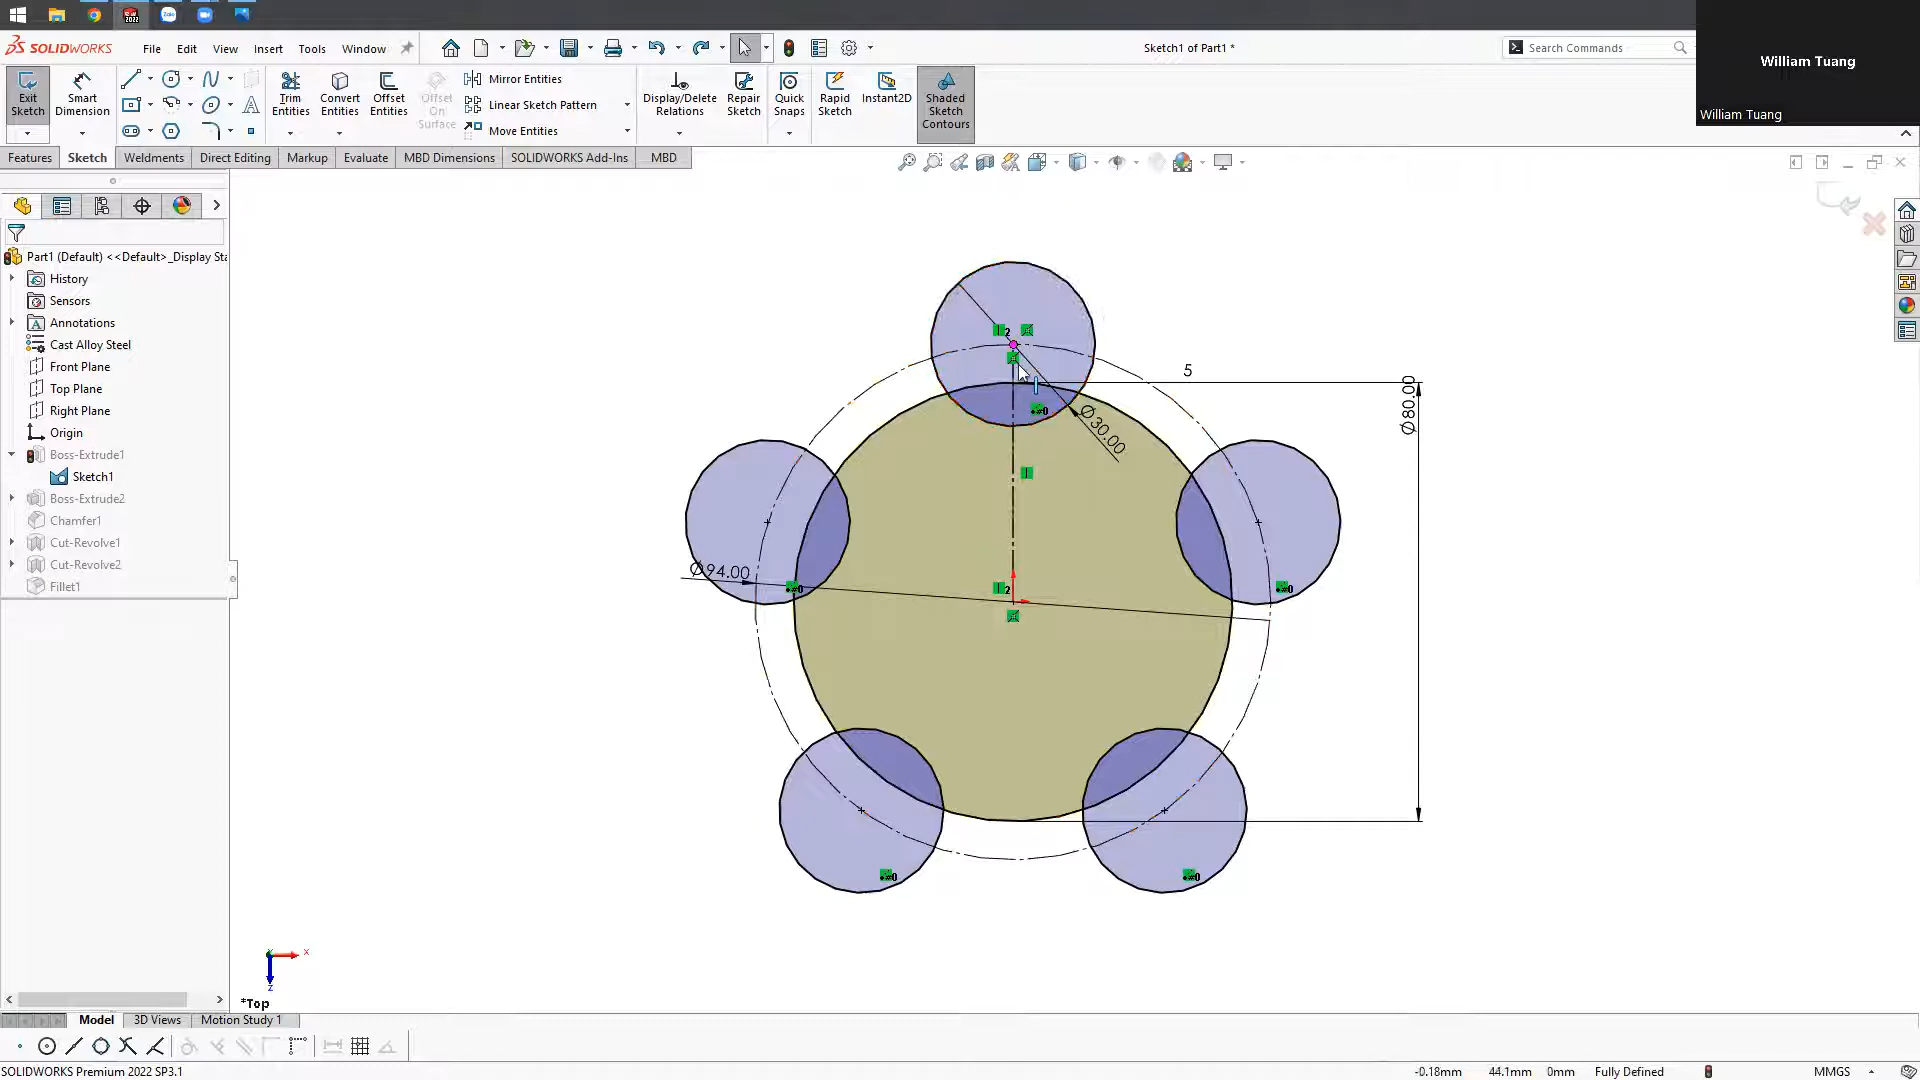 SOLIDWORKS
File Edit View Insert Tools Window
Sketch1 of Part1 *
Search Commands
William Tuang
William Tuang
Exit Sketch
Smart Dimension
Trim Entities
Convert Entities
Offset Entities
Offset On Surface
Mirror Entities
Linear Sketch Pattern
Move Entities
Display/Delete Relations
Repair Sketch
Quick Snaps
Rapid Sketch
Instant2D
Shaded Sketch Contours
Features Sketch Weldments Direct Editing Markup Evaluate MBD Dimensions SOLIDWORKS Add-Ins MBD
Part1 (Default) <<Default>_Display Sta
History
Sensors
Annotations
Cast Alloy Steel
Front Plane
Top Plane
Right Plane
Origin
Boss-Extrude1
Sketch1
Boss-Extrude2
Chamfer1
Cut-Revolve1
Cut-Revolve2
Fillet1
5
Ø80.00
Ø30.00
Ø94.00
X
Z
*Top
Model 3D Views Motion Study 1
SOLIDWORKS Premium 2022 SP3.1
-0.18mm 44.1mm 0mm Fully Defined MMGS